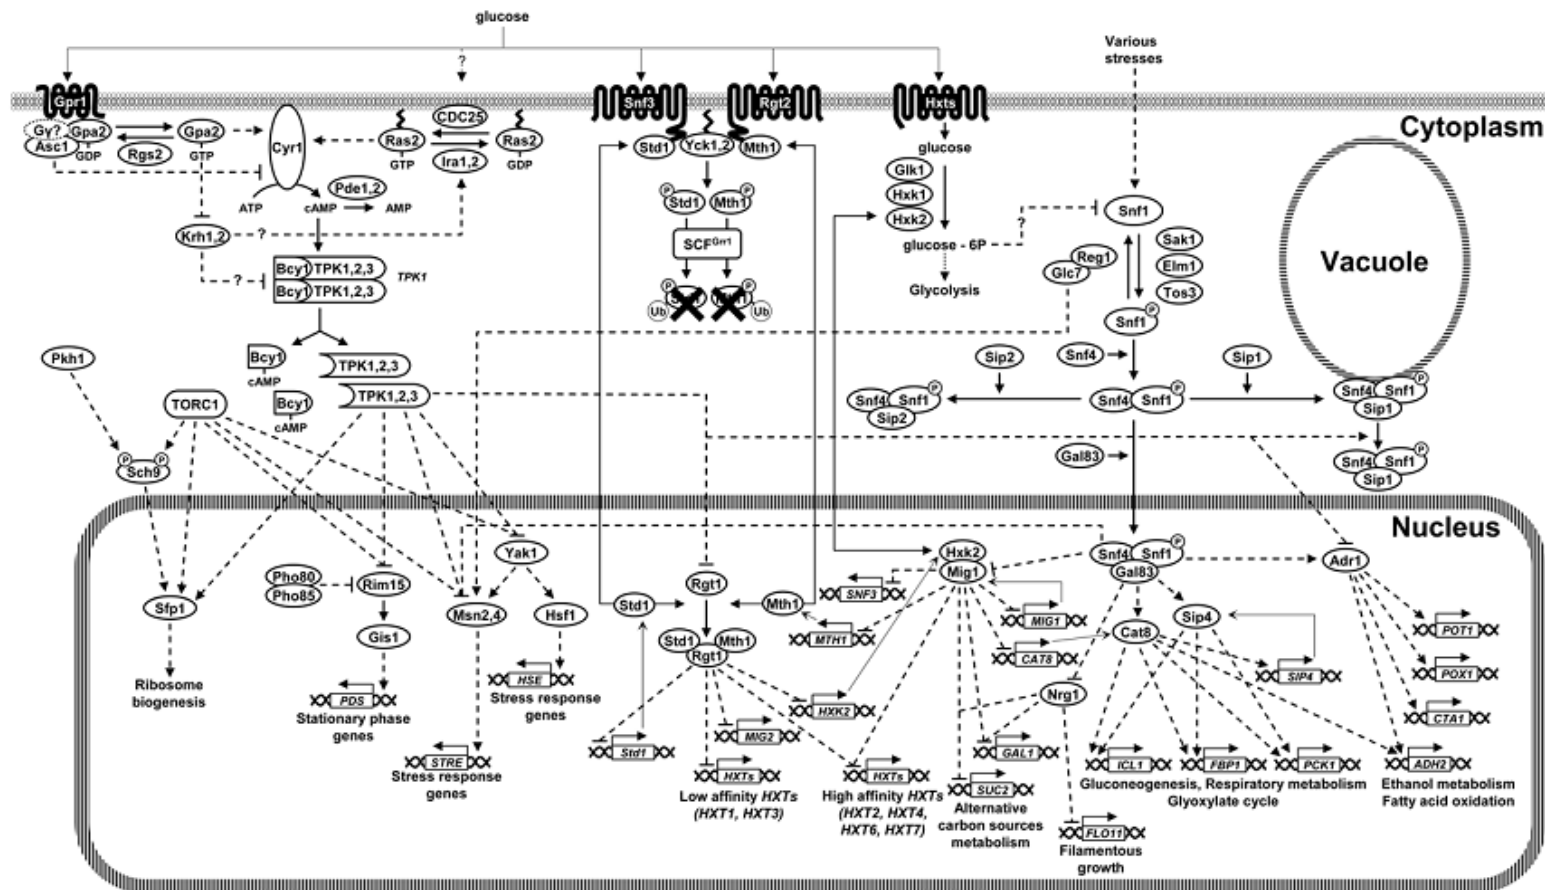 glucose
?
Various
stresses
Gpr1
Snf3
Rgt2
Hxts
Cytoplasm
Gγ?
Gpa2
Asc1
GDP
Rgs2
Gpa2
GTP
Cyr1
Ras2
GTP
CDC25
Ira1,2
Ras2
GDP
Std1
Yck1,2
Mth1
glucose
Glk1
Hxk1
Hxk2
glucose - 6P
Glycolysis
?
Snf1
ATP
cAMP
Pde1,2
AMP
P
Std1
P
Mth1
SCFGrr1
P
Ub
P
Ub
Krh1,2
?
?
Bcy1
TPK1,2,3
Bcy1
TPK1,2,3
TPK1
Reg1
Glc7
Sak1
Elm1
Tos3
Snf1
P
Vacuole
Pkh1
Bcy1
cAMP
TPK1,2,3
Bcy1
cAMP
TPK1,2,3
TORC1
P
P
Sch9
Sip2
Snf4
Sip1
Snf4
Snf1
P
Sip2
Snf4
Snf1
P
Snf4
Snf1
P
Sip1
Gal83
Snf4
Snf1
P
Sip1
Nucleus
Yak1
Hxk2
Mig1
Snf4
Snf1
P
Gal83
Adr1
Pho80
Pho85
Rim15
Rgt1
Sfp1
Msn2,4
Hsf1
Std1
Mth1
SNF3
MIG1
MTH1
CAT8
Cat8
Sip4
POT1
Gis1
Std1
Mth1
Rgt1
Ribosome
biogenesis
PDS
Stationary phase
genes
HSE
Stress response
genes
HXK2
Nrg1
SIP4
POX1
CTA1
STRE
Stress response
genes
Std1
MIG2
HXTs
Low affinity HXTs
(HXT1, HXT3)
HXTs
High affinity HXTs
(HXT2, HXT4,
HXT6, HXT7)
GAL1
SUC2
Alternative
carbon sources
metabolism
FLO11
Filamentous
growth
ICL1
FBP1
PCK1
Gluconeogenesis, Respiratory metabolism
Glyoxylate cycle
ADH2
Ethanol metabolism
Fatty acid oxidation